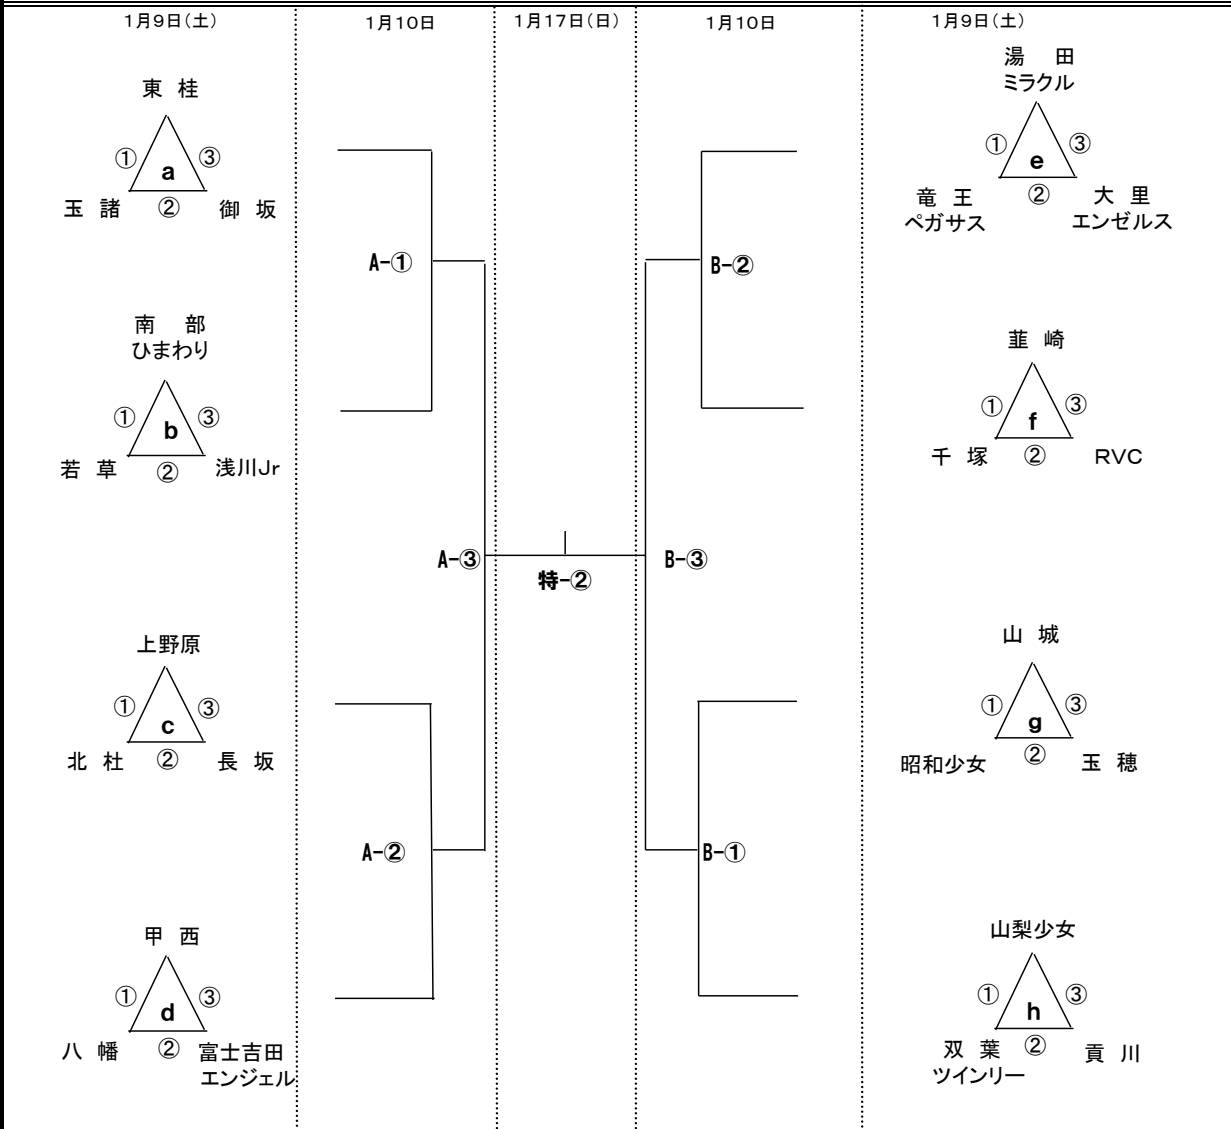 1月9日(土)
1月10日
1月17日(日)
1月10日
1月9日(土)
東 桂
① a ③
玉 諸 ② 御 坂
南 部
ひまわり
① b ③
若 草 ② 浅川Jr
上野原
① c ③
北 杜 ② 長 坂
甲 西
① d ③
八 幡 ② 富士吉田
エンジェル
A-①
A-③
A-②
特-②
B-②
B-③
B-①
湯 田
ミラクル
① e ③
竜 王 ② 大 里
ペガサス エンゼルス
韮 崎
① f ③
千 塚 ② RVC
山 城
① g ③
昭和少女 ② 玉 穂
山梨少女
① h ③
双 葉 ② 貢 川
ツインリー